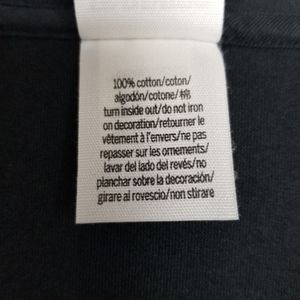 100% cotton/coton/
algodón/cotone/棉
turn inside out/do not iron
on decoration/retourner le
vêtement à l'envers/ne pas
repasser sur les ornements/
lavar del lado del revés/no
planchar sobre la decoración/
girare al rovescio/non stirare